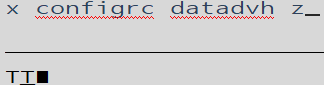 x configrc datadvh z_
TI■